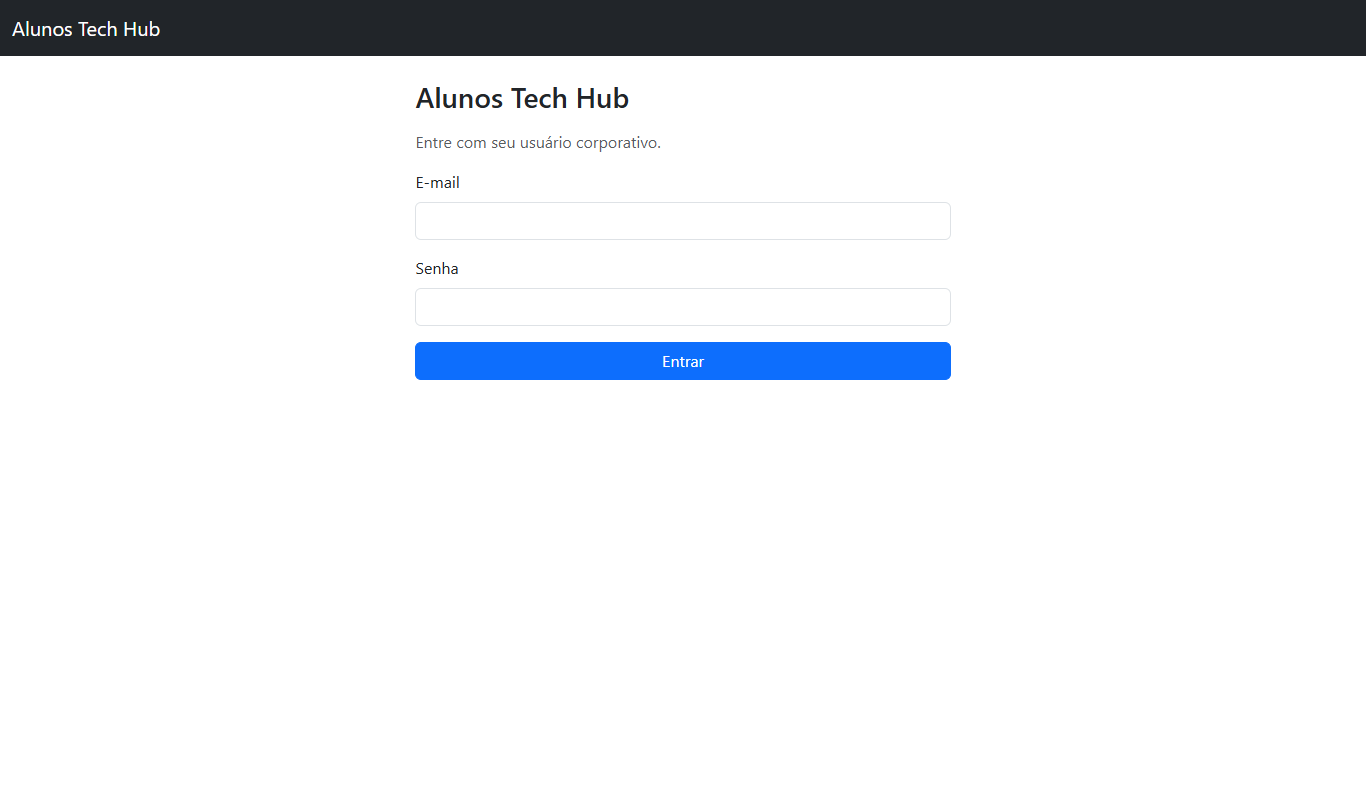 Alunos Tech Hub
Alunos Tech Hub
Entre com seu usuário corporativo.
E-mail
Senha
Entrar